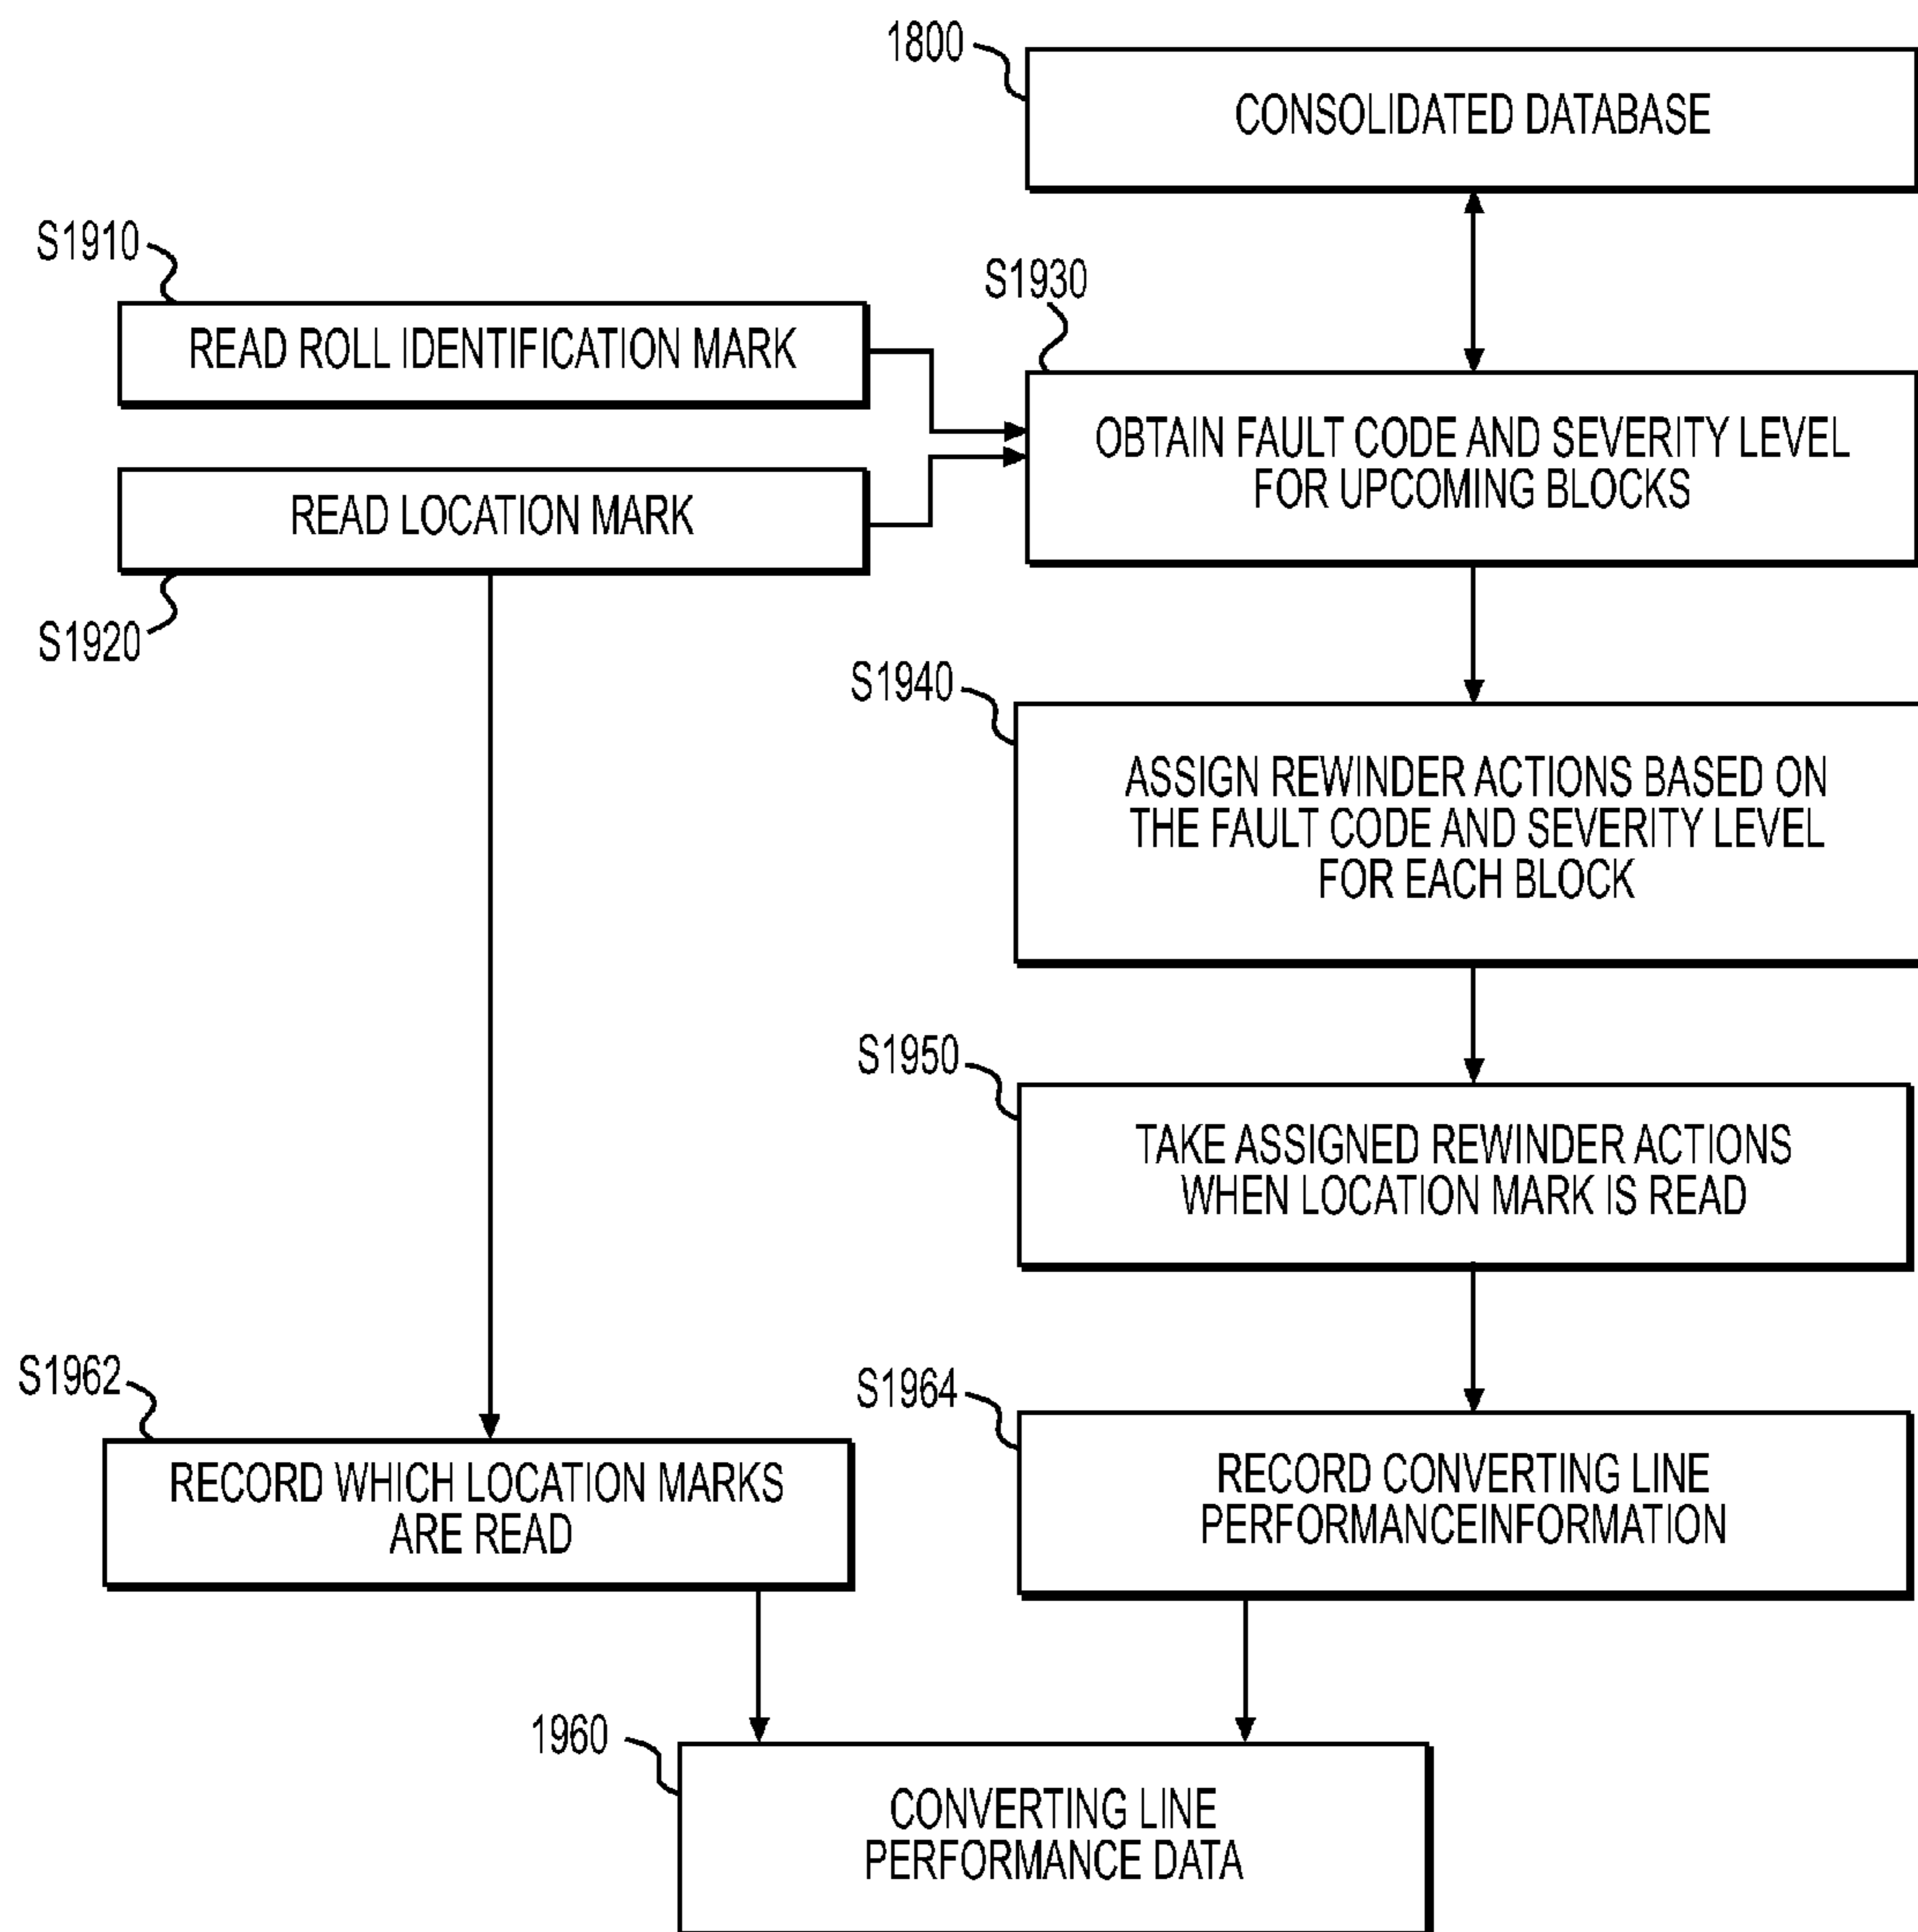 1800
CONSOLIDATED DATABASE
S1910
READ ROLL IDENTIFICATION MARK
S1930
OBTAIN FAULT CODE AND SEVERITY LEVEL
FOR UPCOMING BLOCKS
READ LOCATION MARK
S1920
S1940
ASSIGN REWINDER ACTIONS BASED ON
THE FAULT CODE AND SEVERITY LEVEL
FOR EACH BLOCK
S1950
TAKE ASSIGNED REWINDER ACTIONS
WHEN LOCATION MARK IS READ
S1962
RECORD WHICH LOCATION MARKS
ARE READ
S1964
RECORD CONVERTING LINE
PERFORMANCEINFORMATION
1960
CONVERTING LINE
PERFORMANCE DATA